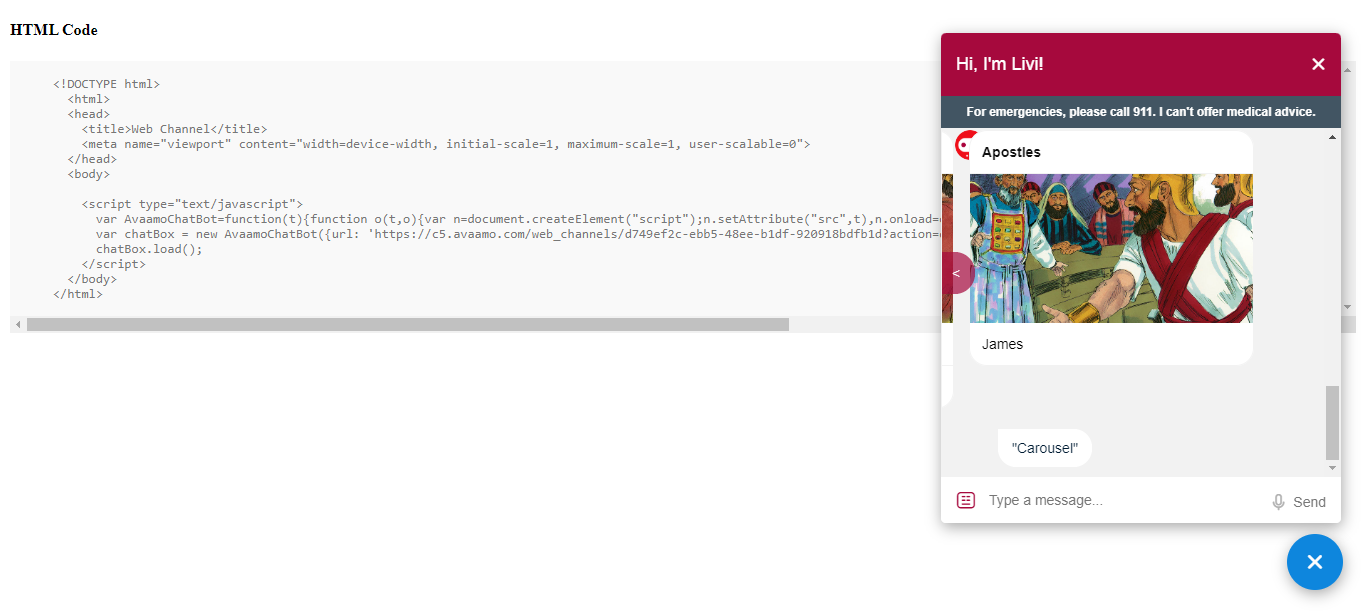 HTML Code
<!DOCTYPE html>
<html>
<head>
<title>Web Channel</title>
<meta name="viewport" content="width=device-width, initial-scale=1, maximum-scale=1, user-scalable=0">
</head>
<body>
<script type="text/javascript">
var AvaamoChatBot=function(t){function o(t,o){var n=document.createElement("script");n.setAttribute("src",t),n.onload=
var chatBox = new AvaamoChatBot({url: 'https://c5.avaamo.com/web_channels/d749ef2c-ebb5-48ee-b1df-920918bdfb1d?action=
chatBox.load();
</script>
</body>
</html>
Hi, I'm Livi!
For emergencies, please call 911. I can't offer medical advice.
Apostles
<
James
"Carousel"
Type a message...
Send